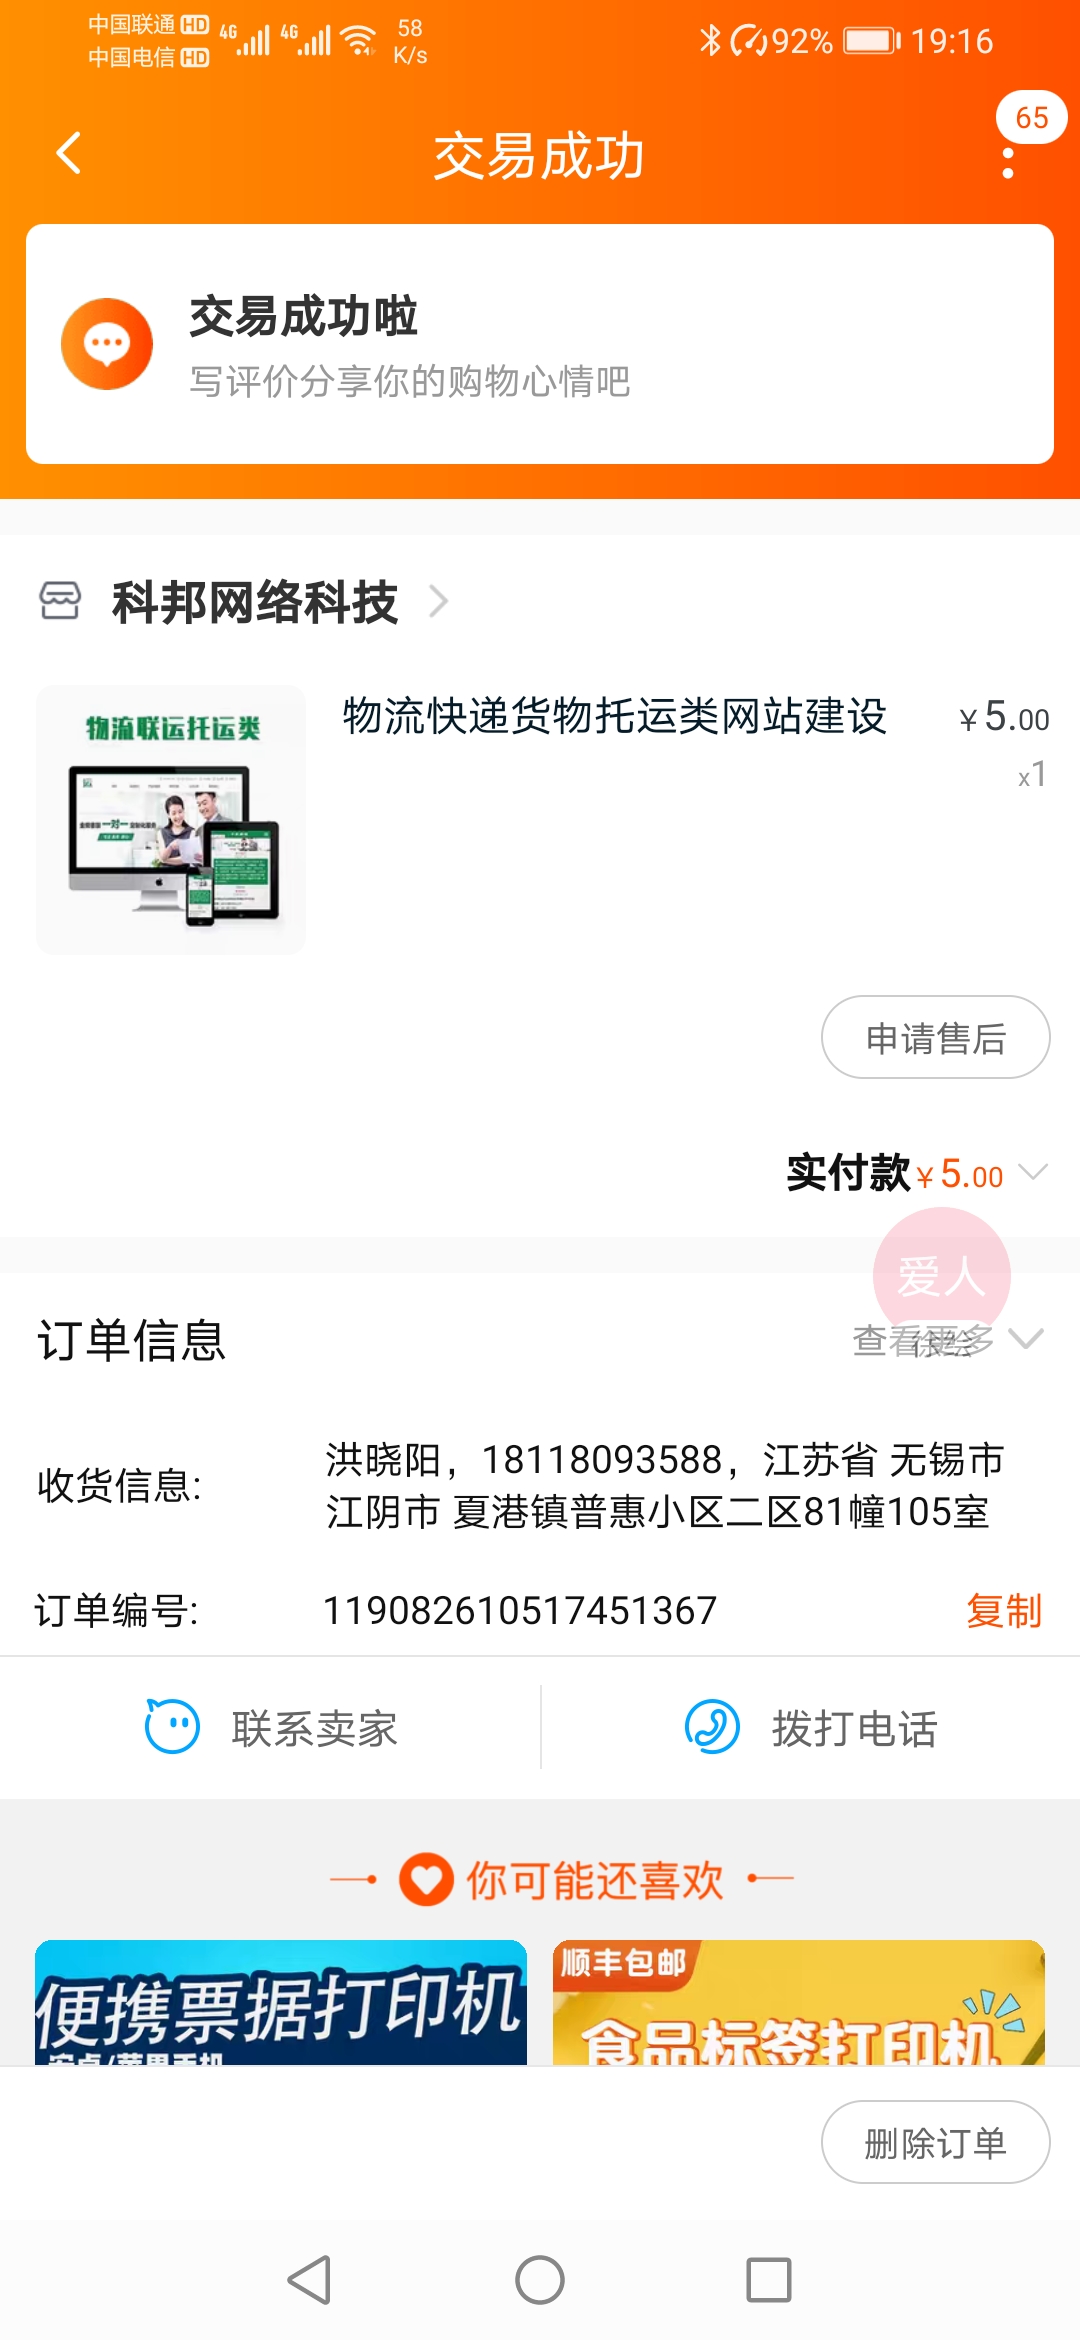 中国联通 HD 4G 4G 58 K/s 92% 19:16
中国电信 HD
65
交易成功
交易成功啦
写评价分享你的购物心情吧
科邦网络科技
物流联运托运类
物流快递货物托运类网站建设
¥5.00
x1
申请售后
实付款¥5.00
爱人
订单信息
查看更多
收货信息:
洪晓阳，18118093588，江苏省 无锡市
江阴市 夏港镇普惠小区二区81幢105室
订单编号:
119082610517451367
复制
联系卖家
拨打电话
你可能还喜欢
便携票据打印机
安卓/苹果手机
顺丰包邮
食品标签打印机
删除订单